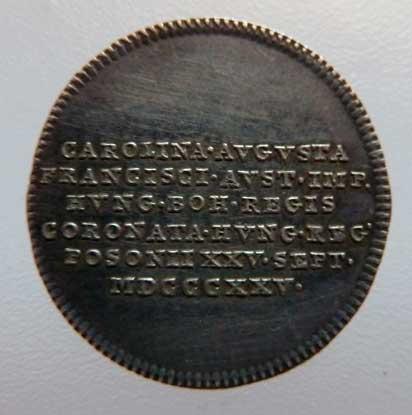 CAROLINA·AVGVSTA
FRANCISCI·AVST·IMP.
HVNG·BOH·REGIS
CORONATA·HVNG·REG·
POSONII XXV·SEPT·
MDCCCXXV·